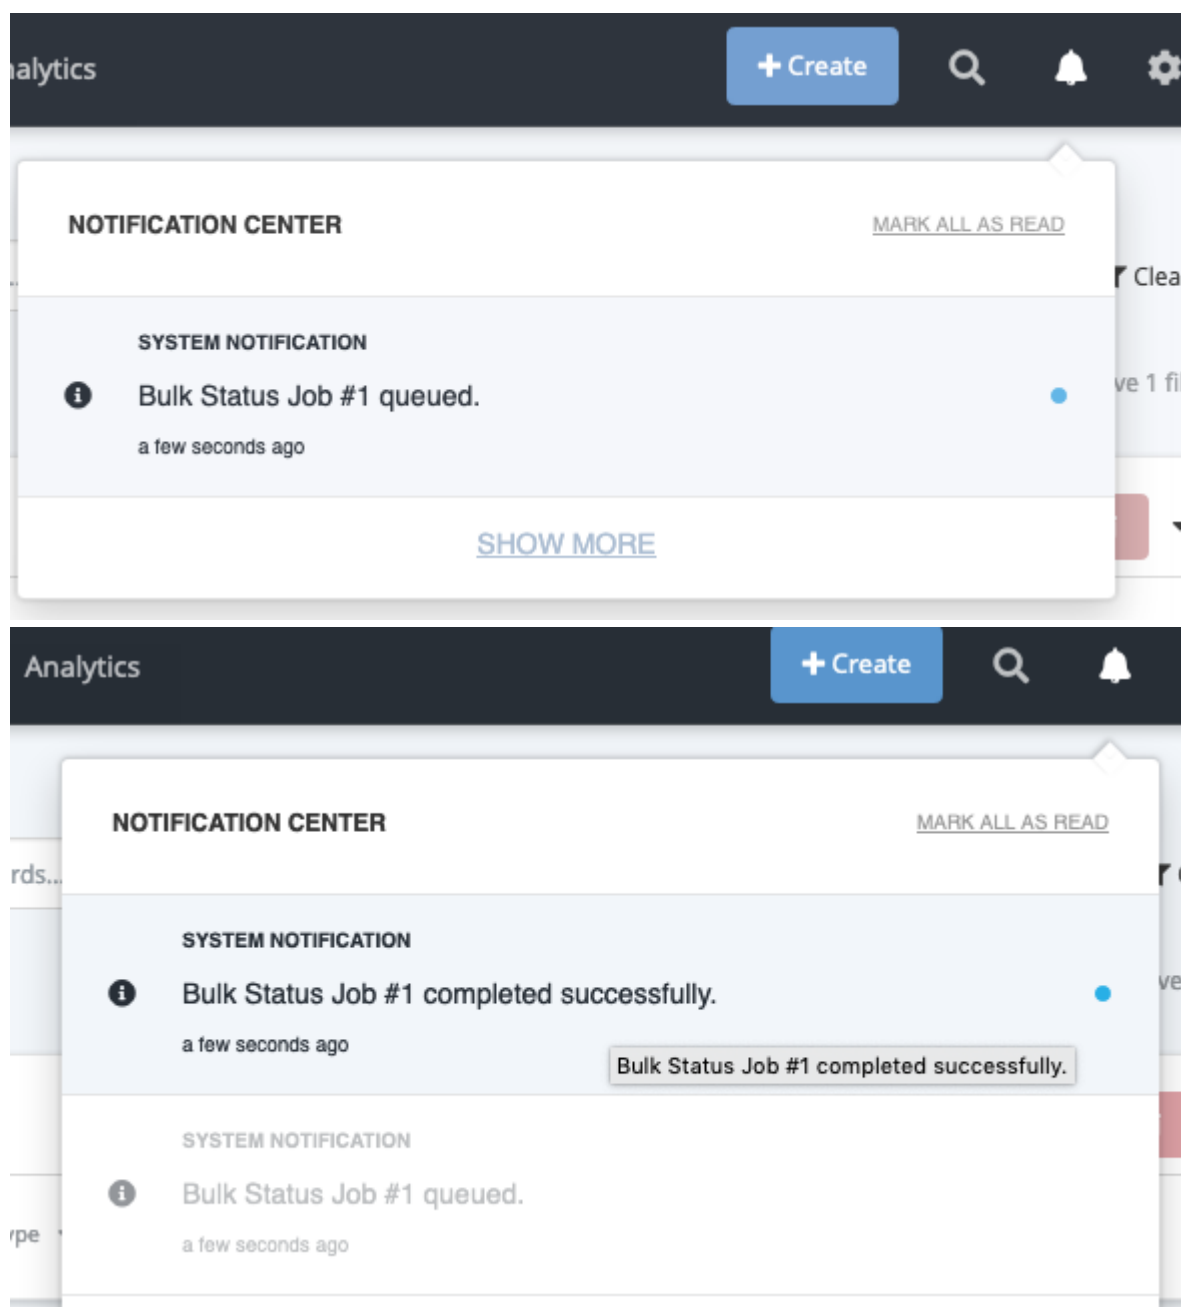 nalytics
+ Create
NOTIFICATION CENTER
MARK ALL AS READ
Clea
SYSTEM NOTIFICATION
Bulk Status Job #1 queued.
ve 1 fi
a few seconds ago
SHOW MORE
Analytics
+ Create
NOTIFICATION CENTER
MARK ALL AS READ
rds...
SYSTEM NOTIFICATION
Bulk Status Job #1 completed successfully.
ve
a few seconds ago
Bulk Status Job #1 completed successfully.
SYSTEM NOTIFICATION
Bulk Status Job #1 queued.
ype
a few seconds ago